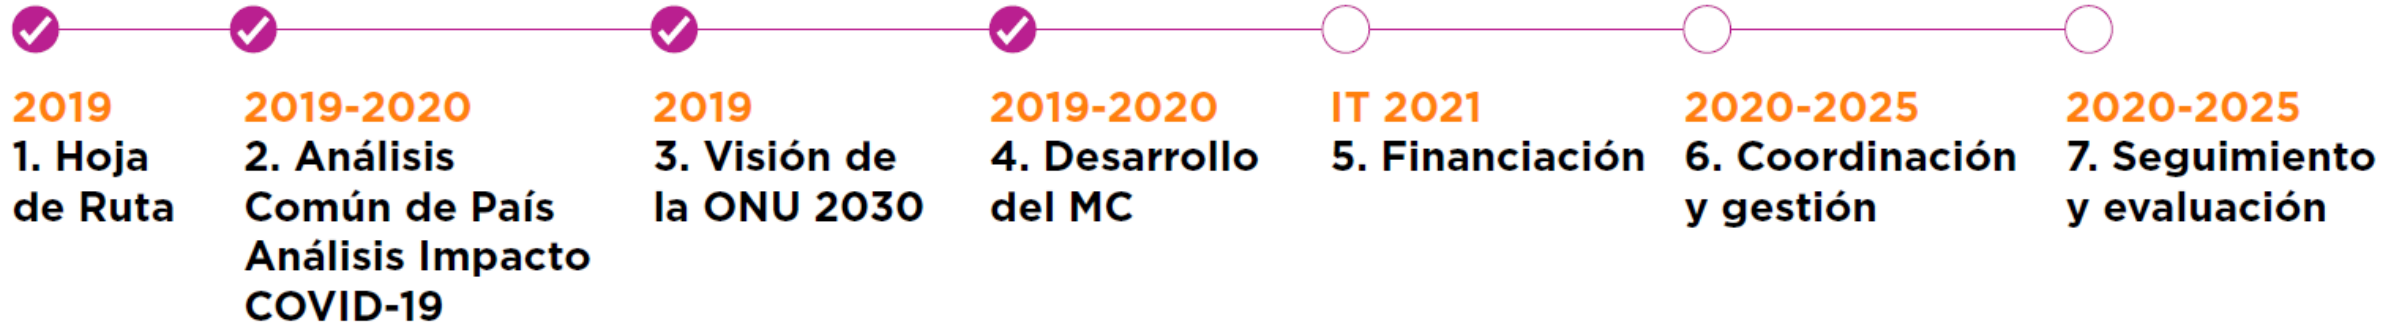 2019
1. Hoja
de Ruta
2019-2020
2. Análisis
Común de País
Análisis Impacto
COVID-19
2019
3. Visión de
la ONU 2030
2019-2020
4. Desarrollo
del MC
IT 2021
5. Financiación
2020-2025
6. Coordinación
y gestión
2020-2025
7. Seguimiento
y evaluación